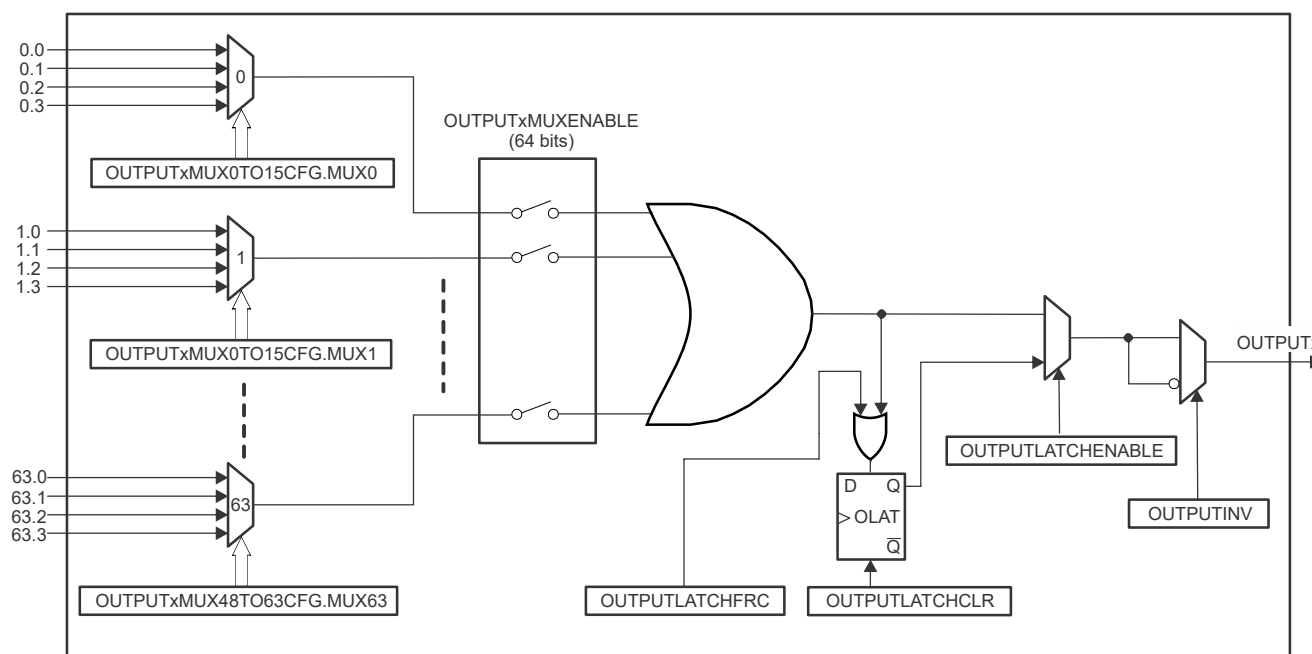 0.0
0.1
0.2
0.3
0
OUTPUTxMUX0TO15CFG.MUX0
OUTPUTxMUXENABLE
(64 bits)
1.0
1.1
1.2
1.3
1
OUTPUTxMUX0TO15CFG.MUX1
63.0
63.1
63.2
63.3
63
OUTPUTxMUX48TO63CFG.MUX63
D Q
OLAT
Q̅
OUTPUTLATCHFRC
OUTPUTLATCHCLR
OUTPUTLATCHENABLE
OUTPUTINV
OUTPUTx